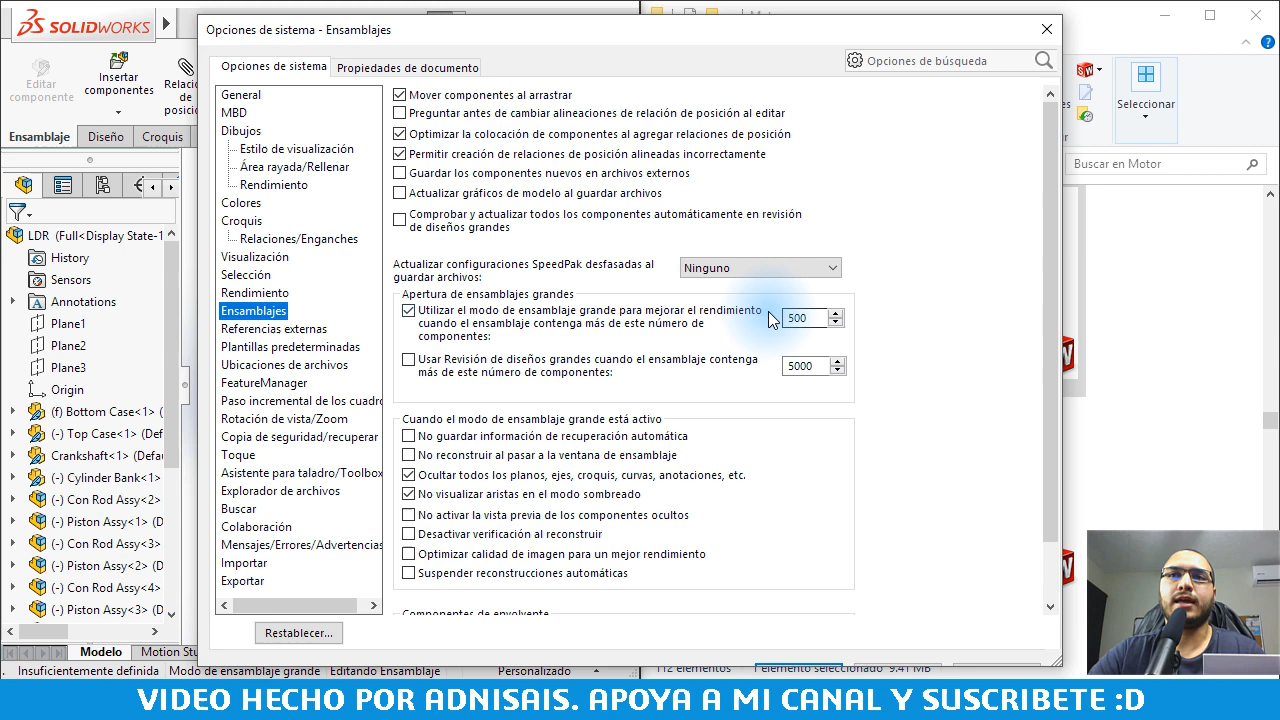 SOLIDWORKS
Editar
componente
Insertar
componentes
Relació
de
posició
Ensamblaje
Diseño
Croquis
LDR (Full<Display State-1
History
Sensors
Annotations
Plane1
Plane2
Plane3
Origin
(f) Bottom Case<1> (
(-) Top Case<1> (Def
Crankshaft<1> (Defau
(-) Cylinder Bank<1>
(-) Con Rod Assy<2>
(-) Piston Assy<1> (D
(-) Con Rod Assy<3>
(-) Piston Assy<2> (D
(-) Con Rod Assy<4>
(-) Piston Assy<3> (D
Modelo
Motion Stu
Insuficientemente definida
Modo de ensamblaje grande
Editando Ensamblaje
Personalizado
Opciones de sistema - Ensamblajes
Opciones de sistema
Propiedades de documento
Opciones de búsqueda
General
MBD
Dibujos
Estilo de visualización
Área rayada/Rellenar
Rendimiento
Colores
Croquis
Relaciones/Enganches
Visualización
Selección
Rendimiento
Ensamblajes
Referencias externas
Plantillas predeterminadas
Ubicaciones de archivos
FeatureManager
Paso incremental de los cuadro
Rotación de vista/Zoom
Copia de seguridad/recuperar
Toque
Asistente para taladro/Toolbox
Explorador de archivos
Buscar
Colaboración
Mensajes/Errores/Advertencias
Importar
Exportar
Restablecer...
Mover componentes al arrastrar
Preguntar antes de cambiar alineaciones de relación de posición al editar
Optimizar la colocación de componentes al agregar relaciones de posición
Permitir creación de relaciones de posición alineadas incorrectamente
Guardar los componentes nuevos en archivos externos
Actualizar gráficos de modelo al guardar archivos
Comprobar y actualizar todos los componentes automáticamente en revisión
de diseños grandes
Actualizar configuraciones SpeedPak desfasadas al
guardar archivos:
Ninguno
Apertura de ensamblajes grandes
Utilizar el modo de ensamblaje grande para mejorar el rendimiento
cuando el ensamblaje contenga más de este número de
componentes:
500
Usar Revisión de diseños grandes cuando el ensamblaje contenga
más de este número de componentes:
5000
Cuando el modo de ensamblaje grande está activo
No guardar información de recuperación automática
No reconstruir al pasar a la ventana de ensamblaje
Ocultar todos los planos, ejes, croquis, curvas, anotaciones, etc.
No visualizar aristas en el modo sombreado
No activar la vista previa de los componentes ocultos
Desactivar verificación al reconstruir
Optimizar calidad de imagen para un mejor rendimiento
Suspender reconstrucciones automáticas
Componentes de envolvente
Seleccionar
Buscar en Motor
112 elementos
1 elemento seleccionado 9.41 MB
VIDEO HECHO POR ADNISAIS. APOYA A MI CANAL Y SUSCRIBETE :D